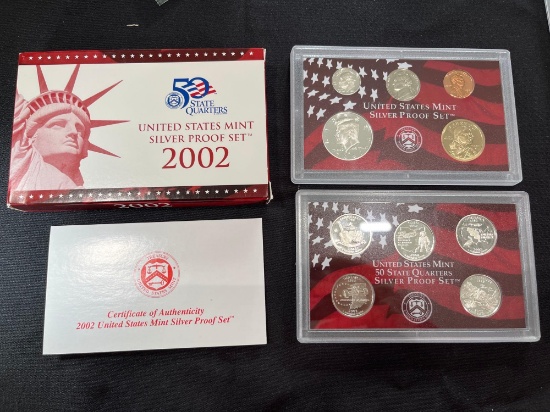 50
STATE
QUARTERS
UNITED STATES MINT
SILVER PROOF SET™
2002
2002
Certificate of Authenticity
2002 United States Mint Silver Proof Set™
UNITED STATES MINT
SILVER PROOF SET™
UNITED STATES MINT
50 STATE QUARTERS
SILVER PROOF SET™